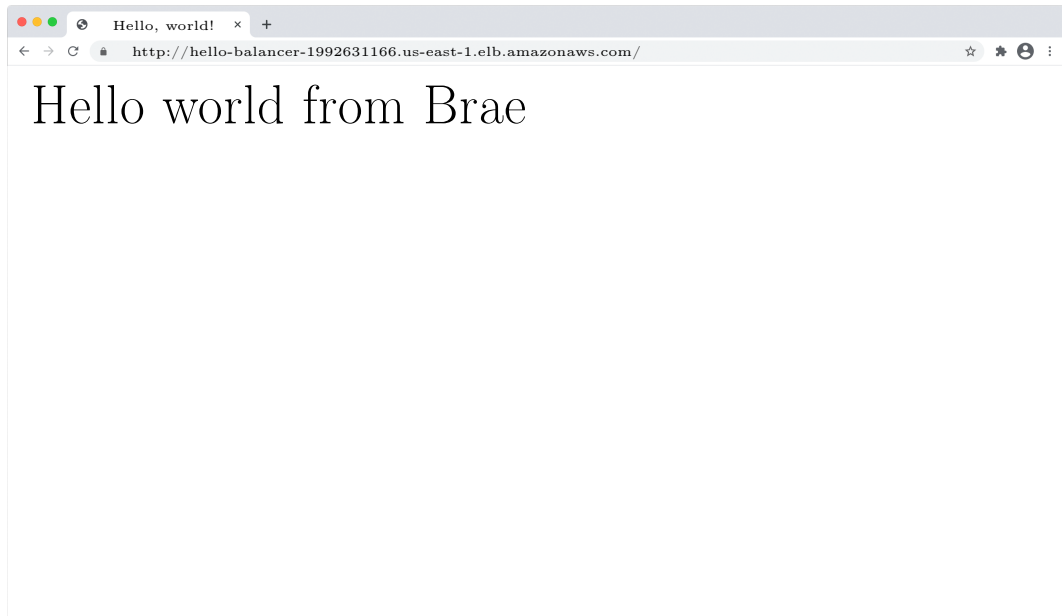 Hello, world!
http://hello-balancer-1992631166.us-east-1.elb.amazonaws.com/
Hello world from Brae